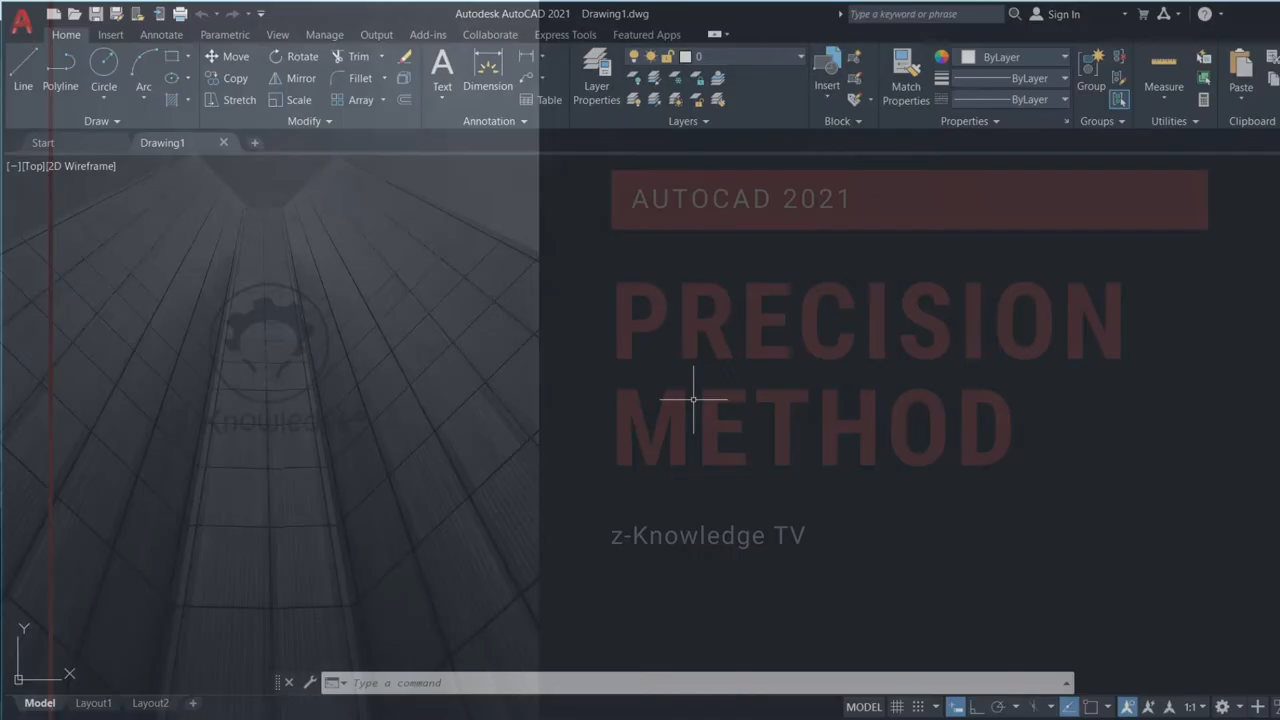 Autodesk AutoCAD 2021 Drawing1.dwg
Type a keyword or phrase
Sign In
Home Insert Annotate Parametric View Manage Output Add-ins Collaborate Express Tools Featured Apps
Line
Polyline
Circle
Arc
Move
Rotate
Trim
Copy
Mirror
Fillet
Stretch
Scale
Array
Text
Dimension
Table
Layer
Properties
0
Insert
Match
Properties
ByLayer
ByLayer
ByLayer
Group
Measure
Paste
Draw Modify Annotation Layers Block Properties Groups Utilities Clipboard
Start Drawing1
[−][Top][2D Wireframe]
AUTOCAD 2021
PRECISION
METHOD
z-Knowledge TV
Y
X
Type a command
Model Layout1 Layout2
MODEL
1:1